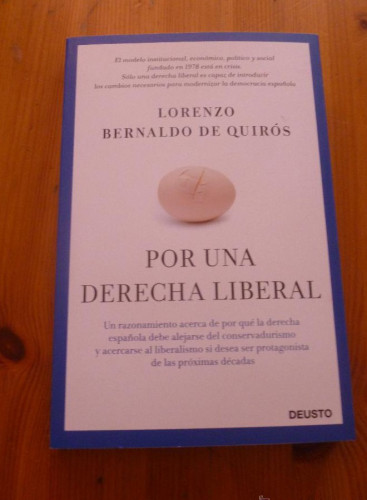 El modelo institucional, económico, político y social
fundado en 1978 está en crisis.
Sólo una derecha liberal es capaz de introducir
los cambios necesarios para modernizar la democracia española
LORENZO
BERNALDO DE QUIRÓS
POR UNA
DERECHA LIBERAL
Un razonamiento acerca de por qué la derecha
española debe alejarse del conservadurismo
y acercarse al liberalismo si desea ser protagonista
de las próximas décadas
DEUSTO